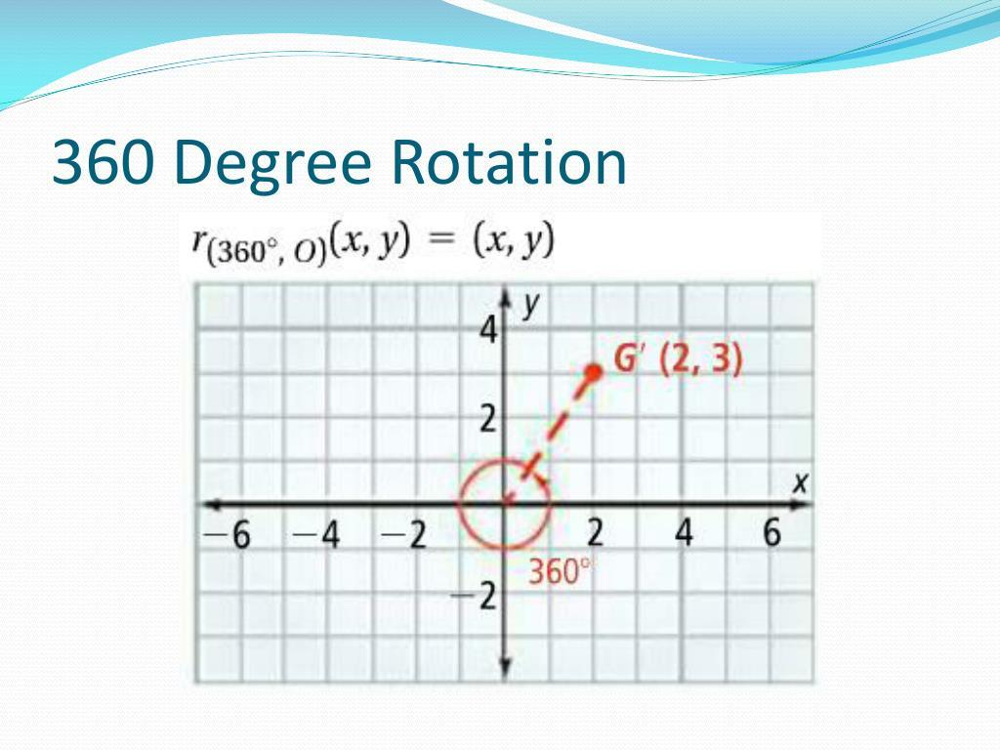 360 Degree Rotation
r(360°, O)(x, y) = (x, y)
y
4
G′ (2, 3)
2
x
−6 −4 −2 2 4 6
360°
−2